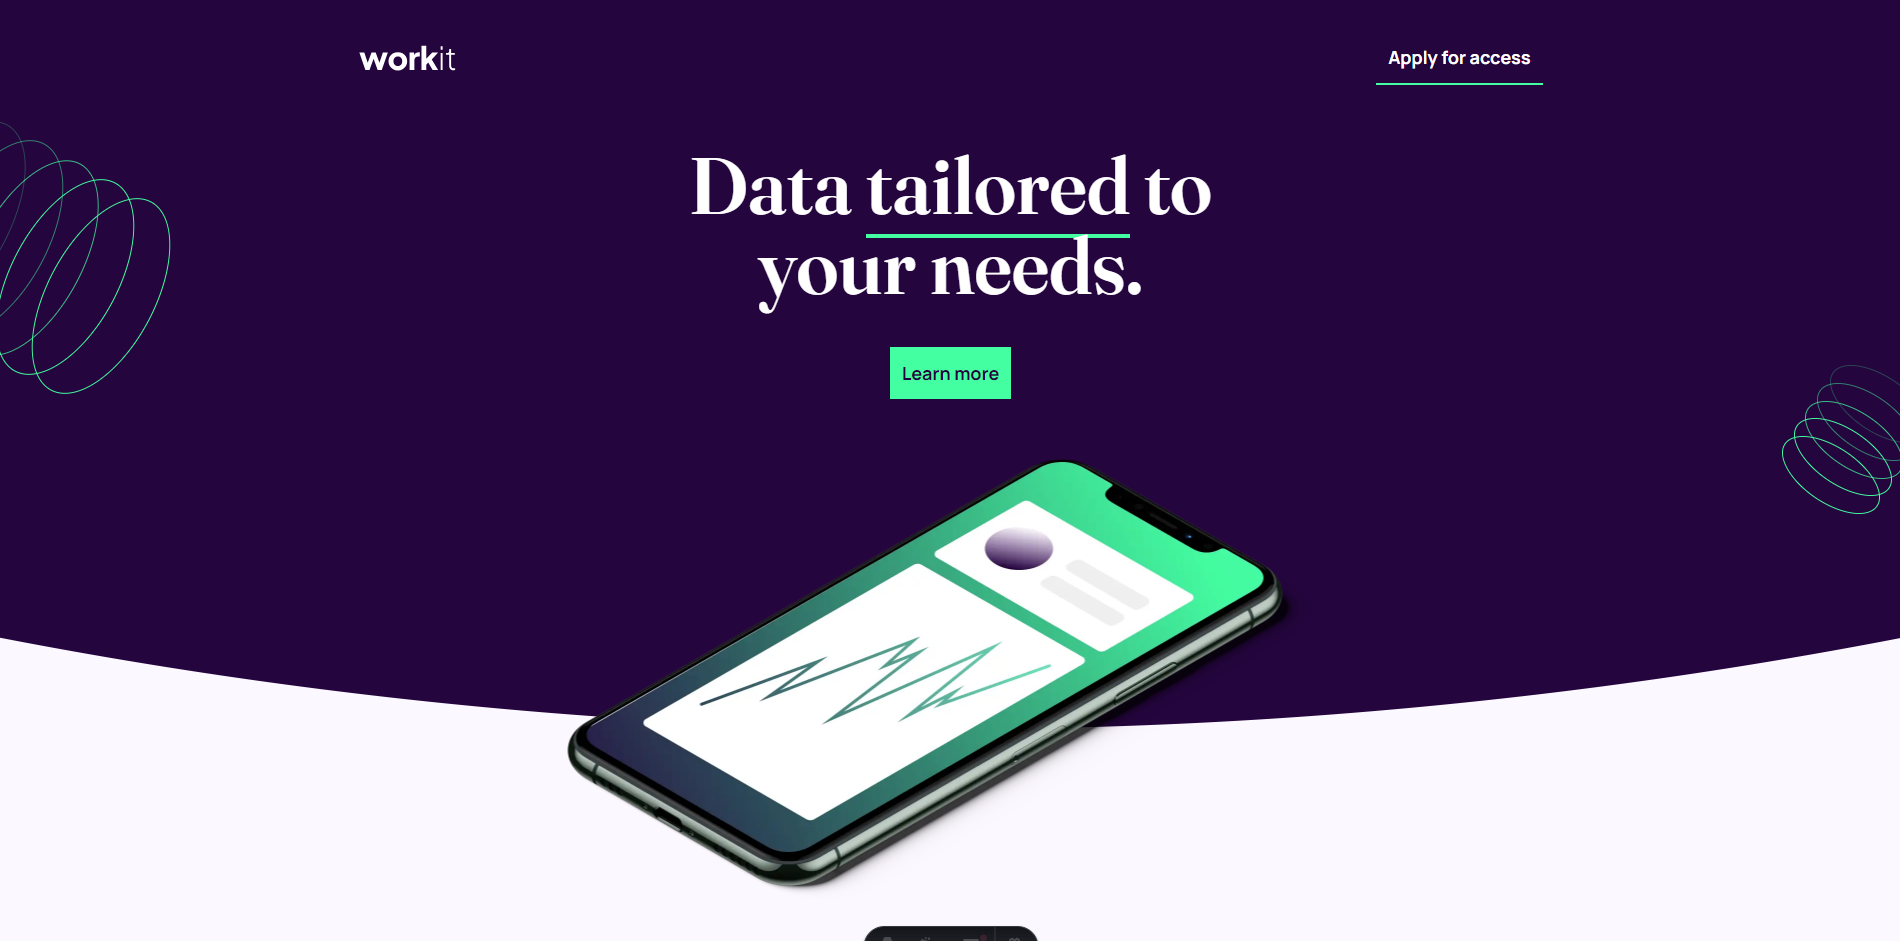 workit
Apply for access
Data tailored to
your needs.
Learn more